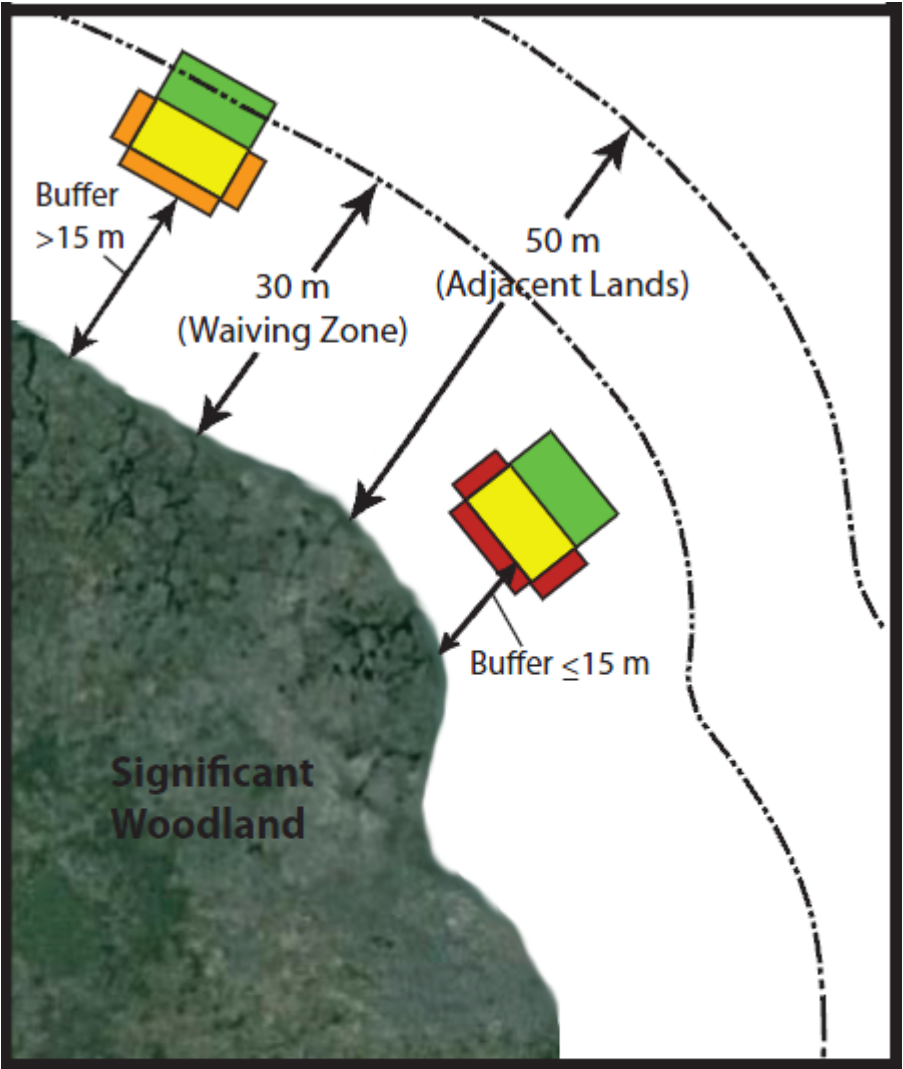 Buffer
>15 m
30 m
(Waiving Zone)
50 m
(Adjacent Lands)
Buffer ≤15 m
Significant
Woodland